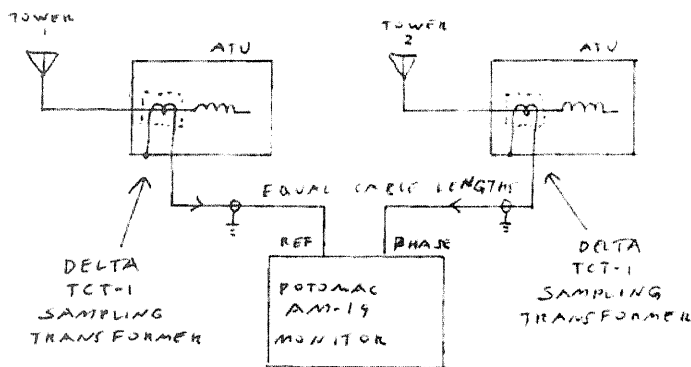 TOWER
1
ATU
TOWER
2
ATU
EQUAL CABLE LENGTHS
REF
PHASE
DELTA
TCT-1
SAMPLING
TRANSFORMER
POTOMAC
AM-19
MONITOR
DELTA
TCT-1
SAMPLING
TRANSFORMER